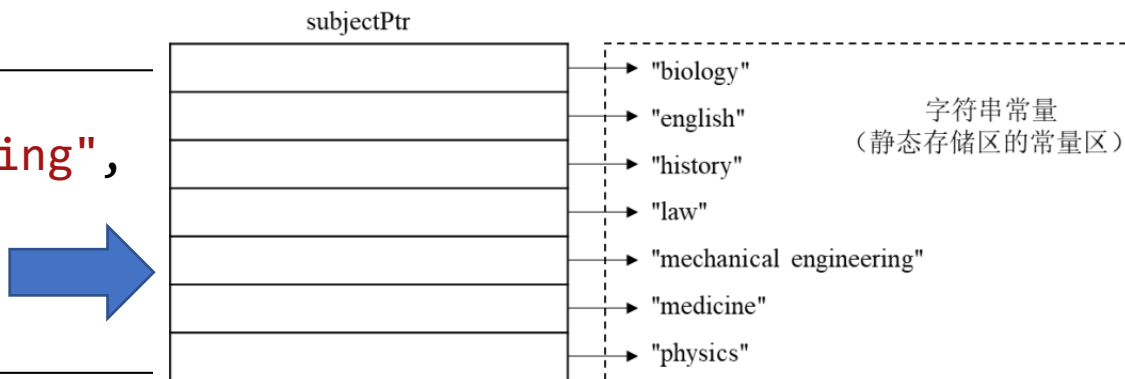 subjectPtr
ing",
"biology"
"english"
"history"
"law"
"mechanical engineering"
"medicine"
"physics"
字符串常量
（静态存储区的常量区）